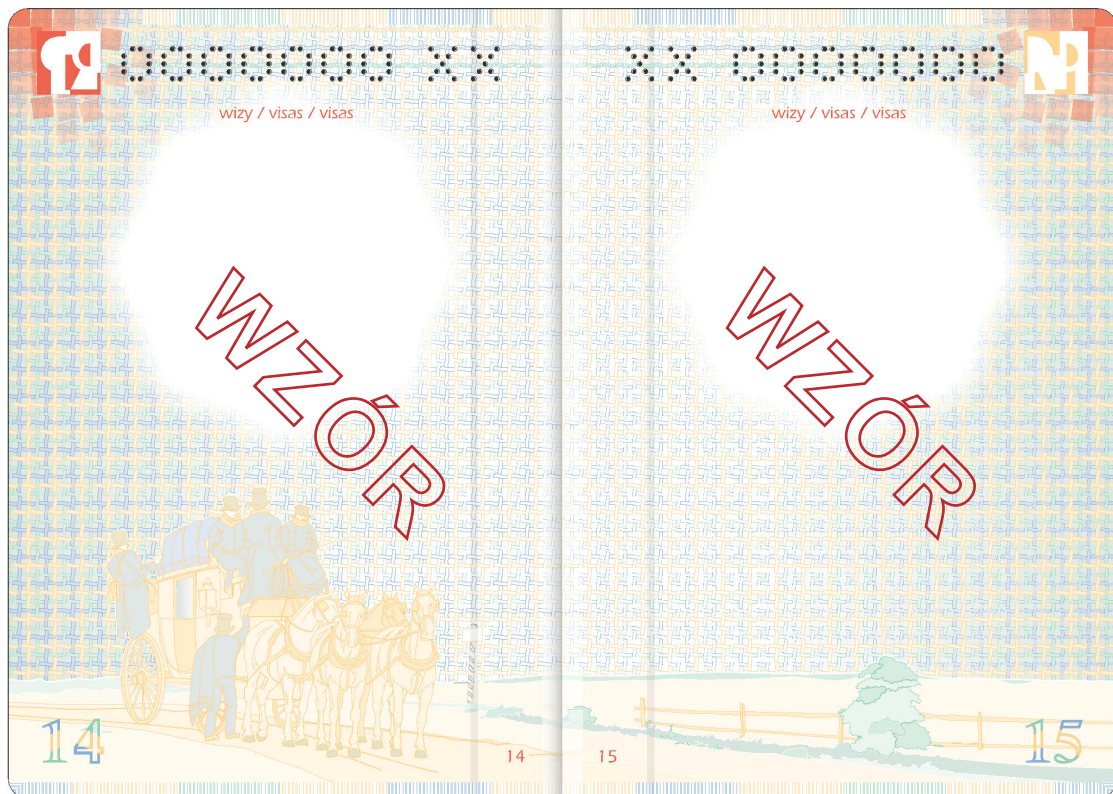 0000000 XX
wizy / visas / visas
WZÓR
14
14
XX 0000000
wizy / visas / visas
WZÓR
15
15